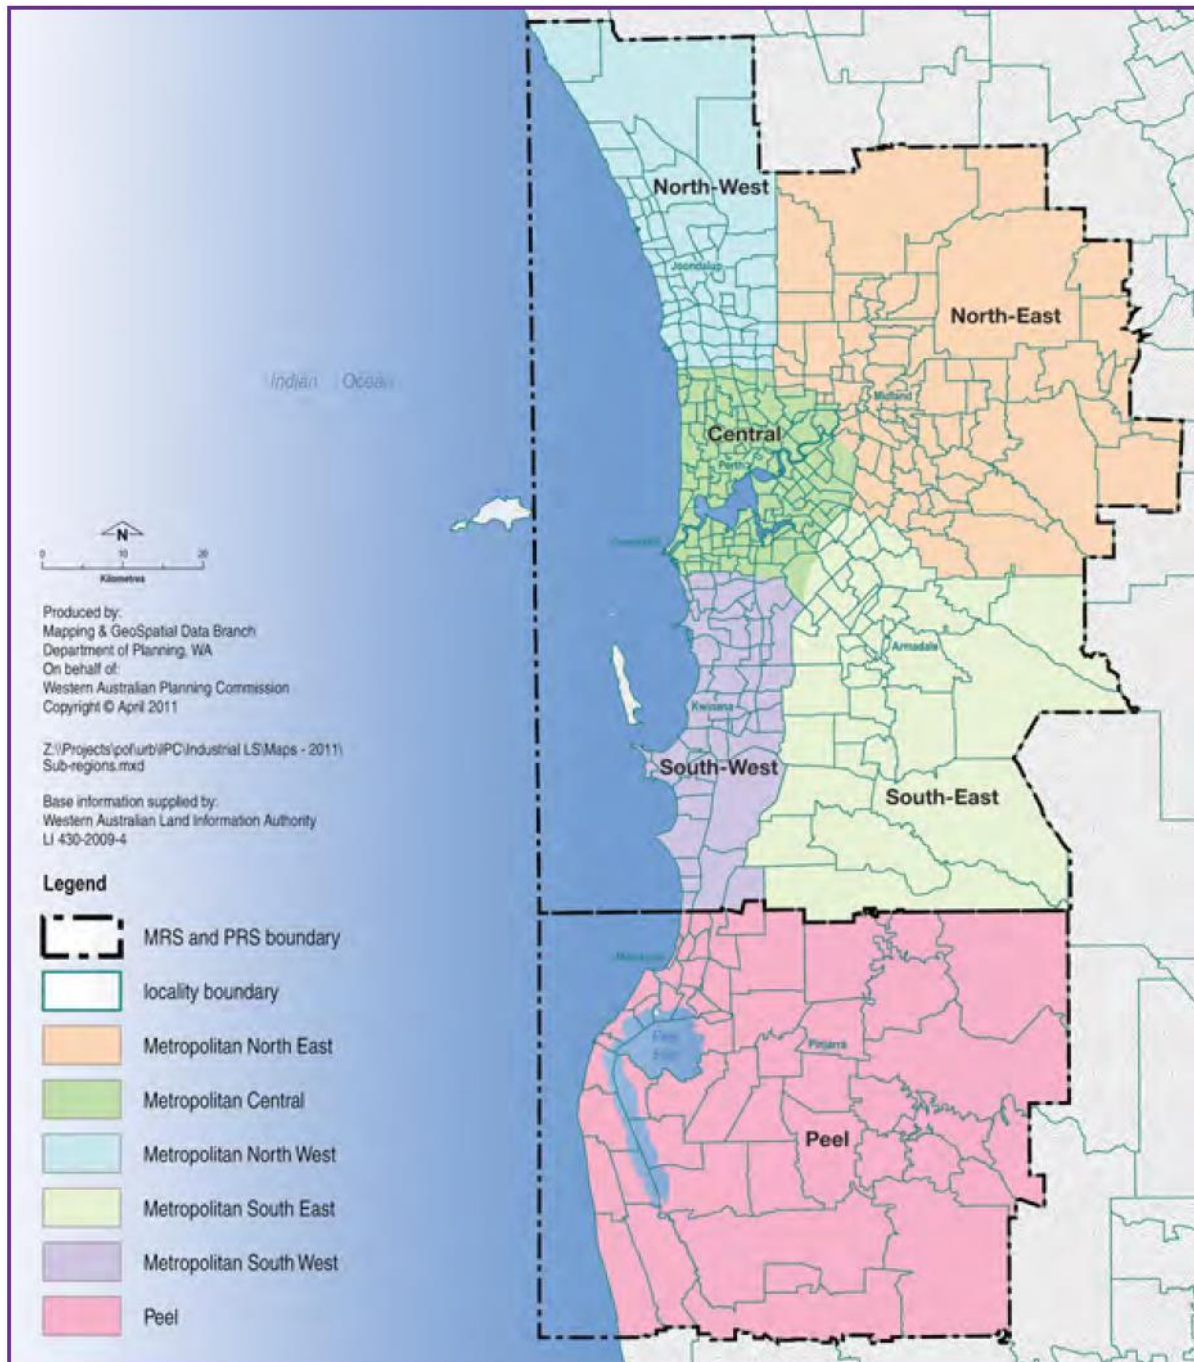 North-West
Joondalup
North-East
Indian Ocean
Midland
Central
Perth
N
0 10 20
Kilometres
Produced by:
Mapping & GeoSpatial Data Branch
Department of Planning, WA
On behalf of:
Western Australian Planning Commission
Copyright © April 2011
Armadale
Kwinana
Z:\\Projects\pol\urb\IPC\Industrial LS\Maps - 2011\
Sub-regions.mxd
South-West
South-East
Base information supplied by:
Western Australian Land Information Authority
LI 430-2009-4
Legend
MRS and PRS boundary
locality boundary
Metropolitan North East
Metropolitan Central
Metropolitan North West
Metropolitan South East
Metropolitan South West
Peel
Mandurah
Pinjarra
Peel